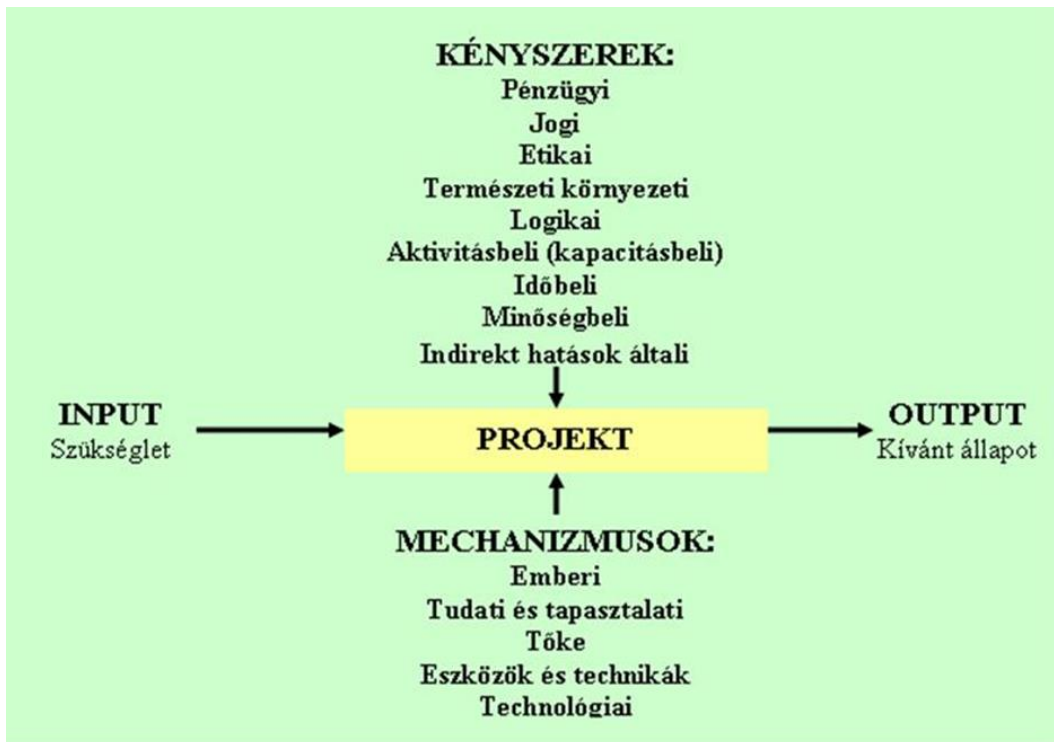 KÉNYSZEREK:
Pénzügyi
Jogi
Etikai
Természeti környezeti
Logikai
Aktivitásbeli (kapacitásbeli)
Időbeli
Minőségbeli
Indirekt hatások általi
INPUT
Szükséglet
PROJEKT
OUTPUT
Kívánt állapot
MECHANIZMUSOK:
Emberi
Tudati és tapasztalati
Tőke
Eszközök és technikák
Technológiai